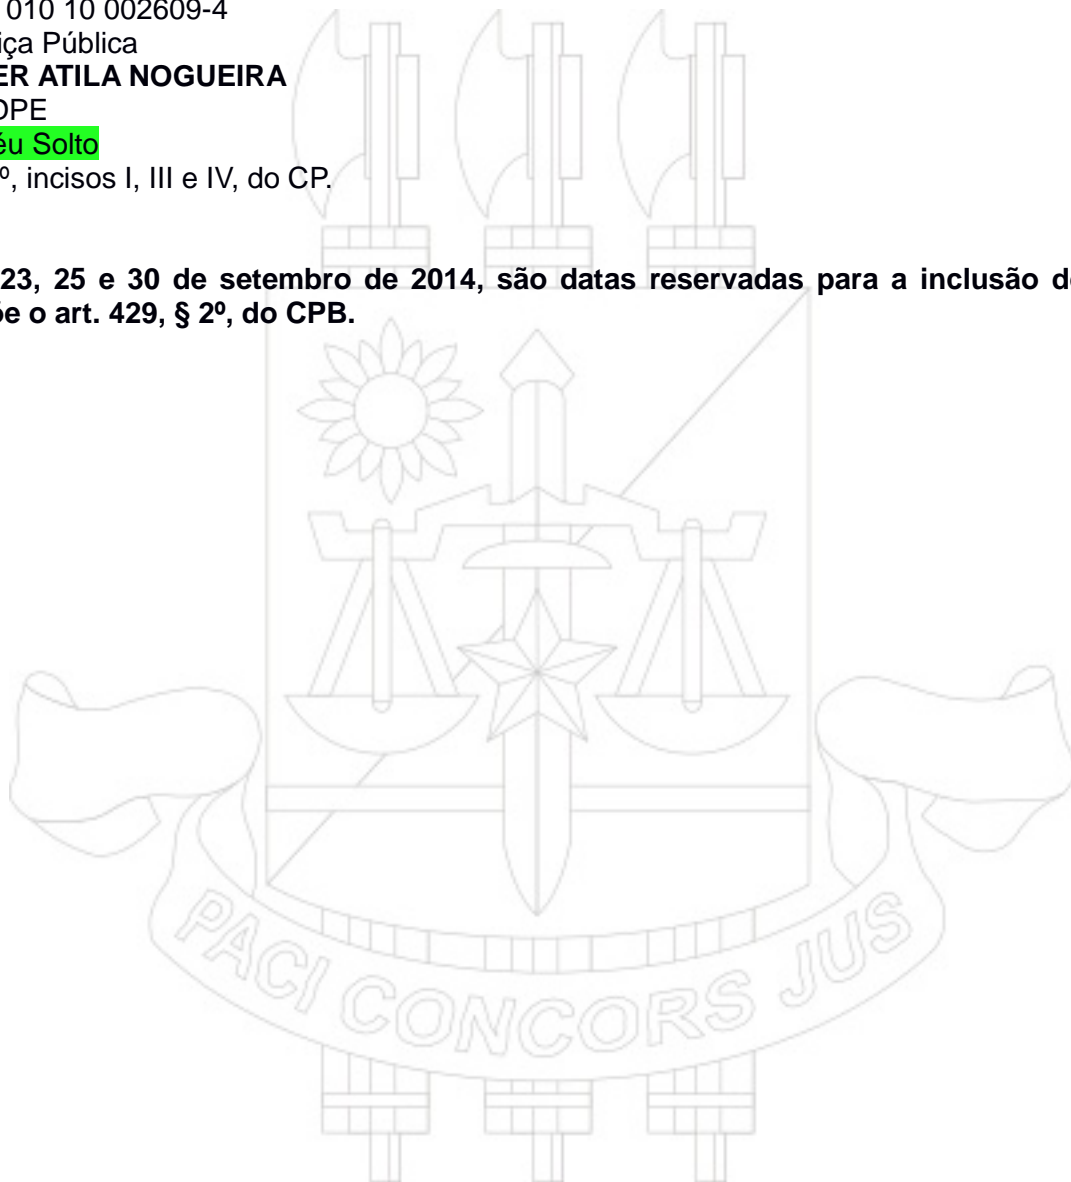 010 10 002609-4
iça Pública
ER ATILA NOGUEIRA
DPE
éu Solto
º, incisos I, III e IV, do CP.
23, 25 e 30 de setembro de 2014, são datas reservadas para a inclusão de
õe o art. 429, § 2º, do CPB.
PACI CONCORS JUS